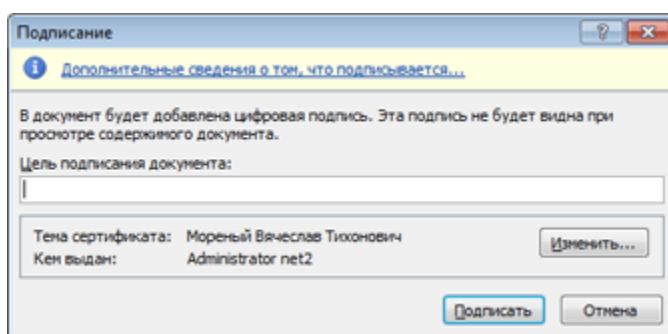 Подписание
Дополнительные сведения о том, что подписывается...
В документ будет добавлена цифровая подпись. Эта подпись не будет видна при
просмотре содержимого документа.
Цель подписания документа:
Тема сертификата: Мореный Вячеслав Тихонович
Изменить...
Кем выдан: Administrator net2
Подписать Отмена